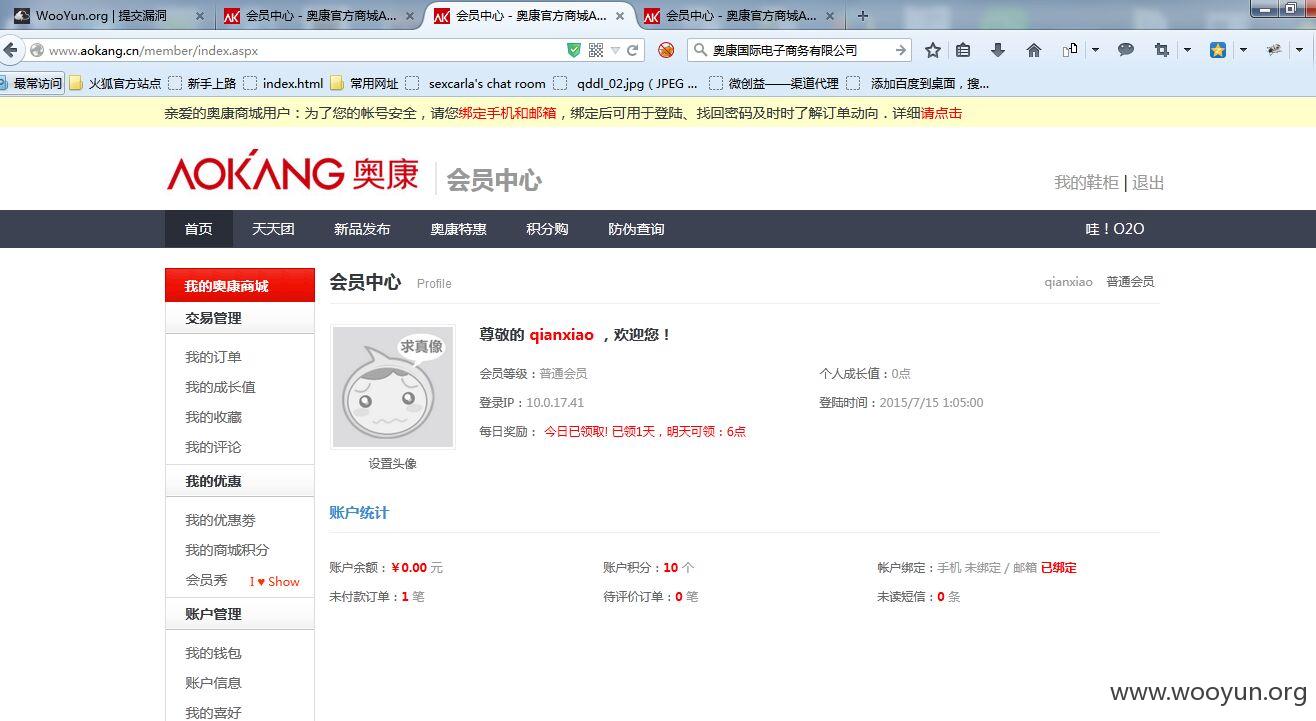 WooYun.org | 提交漏洞 × 会员中心 - 奥康官方商城A... × 会员中心 - 奥康官方商城A... × 会员中心 - 奥康官方商城A... × +
www.aokang.cn/member/index.aspx 奥康国际电子商务有限公司
最常访问 火狐官方站点 新手上路 index.html 常用网址 sexcarla's chat room qddl_02.jpg ( JPEG ... 微创益——渠道代理 添加百度到桌面，搜...
亲爱的奥康商城用户：为了您的帐号安全，请您绑定手机和邮箱，绑定后可用于登陆、找回密码及时时了解订单动向．详细请点击
AOKANG 奥康 会员中心
我的鞋柜 | 退出
首页 天天团 新品发布 奥康特惠 积分购 防伪查询 哇！O2O
我的奥康商城
交易管理
我的订单
我的成长值
我的收藏
我的评论
我的优惠
我的优惠劵
我的商城积分
会员秀 I ♥ Show
账户管理
我的钱包
账户信息
我的喜好
会员中心 Profile qianxiao 普通会员
求真像
设置头像
尊敬的 qianxiao ，欢迎您！
会员等级：普通会员 个人成长值：0点
登录IP：10.0.17.41 登陆时间：2015/7/15 1:05:00
每日奖励： 今日已领取! 已领1天，明天可领：6点
账户统计
账户余额：￥0.00 元 账户积分：10 个 帐户绑定：手机 未绑定 / 邮箱 已绑定
未付款订单：1 笔 待评价订单：0 笔 未读短信：0 条
www.wooyun.org